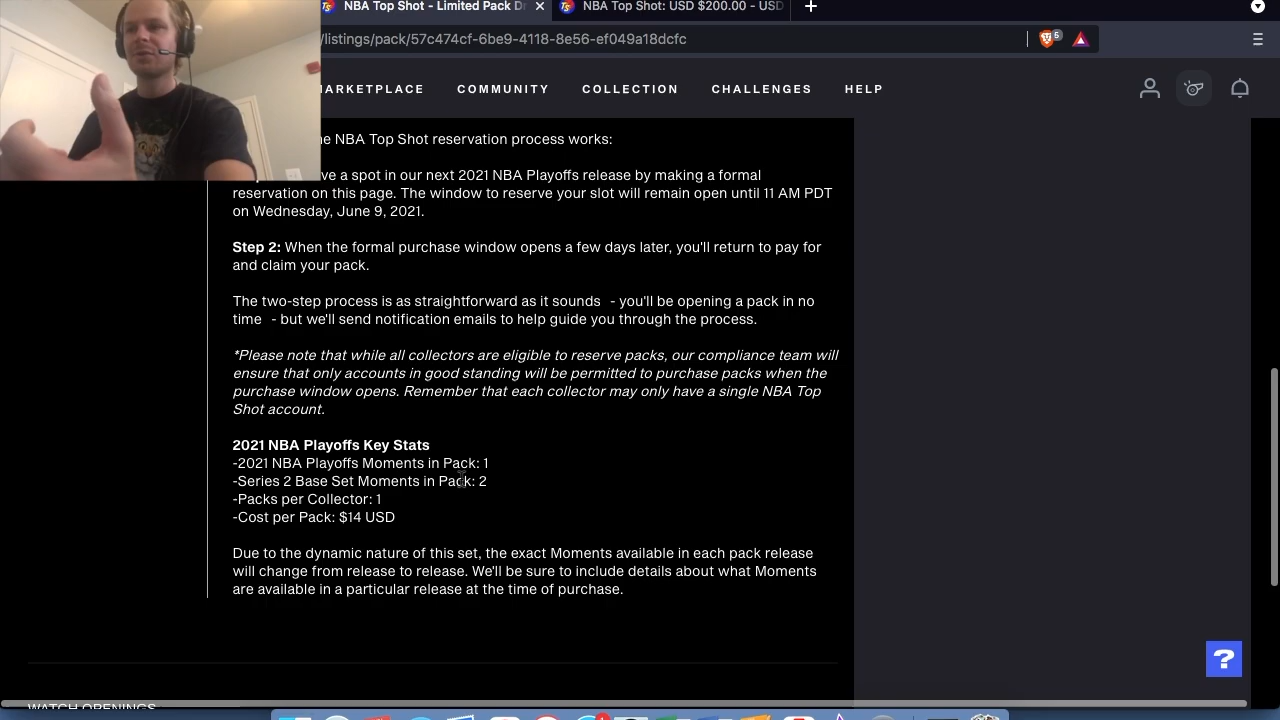 NBA Top Shot - Limited Pack Dr
NBA Top Shot: USD $200.00 - USD
/listings/pack/57c474cf-6be9-4118-8e56-ef049a18dcfc
5
ARKETPLACE COMMUNITY COLLECTION CHALLENGES HELP
NBA Top Shot reservation process works:
a spot in our next 2021 NBA Playoffs release by making a formal
reservation on this page. The window to reserve your slot will remain open until 11 AM PDT
on Wednesday, June 9, 2021.
Step 2: When the formal purchase window opens a few days later, you'll return to pay for
and claim your pack.
The two-step process is as straightforward as it sounds - you'll be opening a pack in no
time - but we'll send notification emails to help guide you through the process.
*Please note that while all collectors are eligible to reserve packs, our compliance team will
ensure that only accounts in good standing will be permitted to purchase packs when the
purchase window opens. Remember that each collector may only have a single NBA Top
Shot account.
2021 NBA Playoffs Key Stats
-2021 NBA Playoffs Moments in Pack: 1
-Series 2 Base Set Moments in Pack: 2
-Packs per Collector: 1
-Cost per Pack: $14 USD
Due to the dynamic nature of this set, the exact Moments available in each pack release
will change from release to release. We'll be sure to include details about what Moments
are available in a particular release at the time of purchase.
?
WATCH OPENINGS